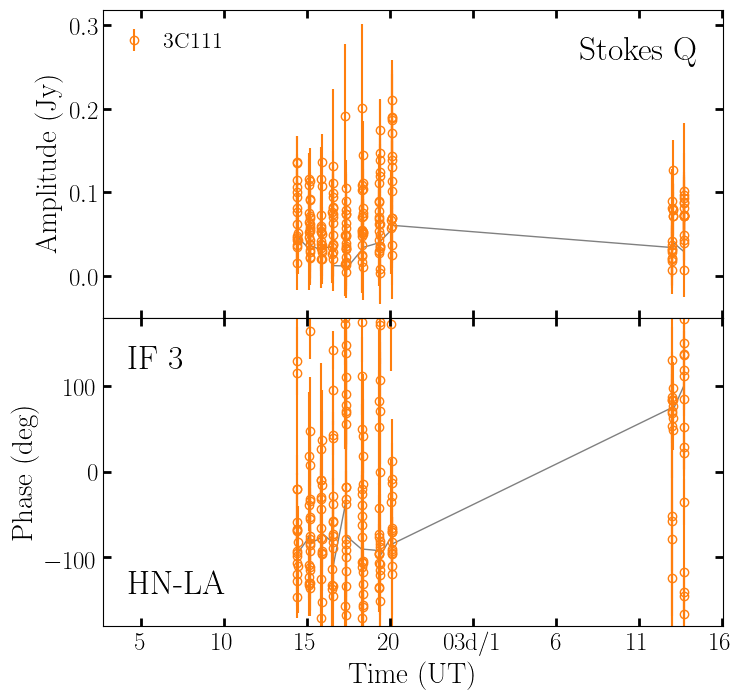 0.3
3C111
Stokes Q
0.2
0.1
0.0
Amplitude (Jy)
IF 3
100
0
−100
Phase (deg)
HN-LA
5 10 15 20 03d/1 6 11 16
Time (UT)